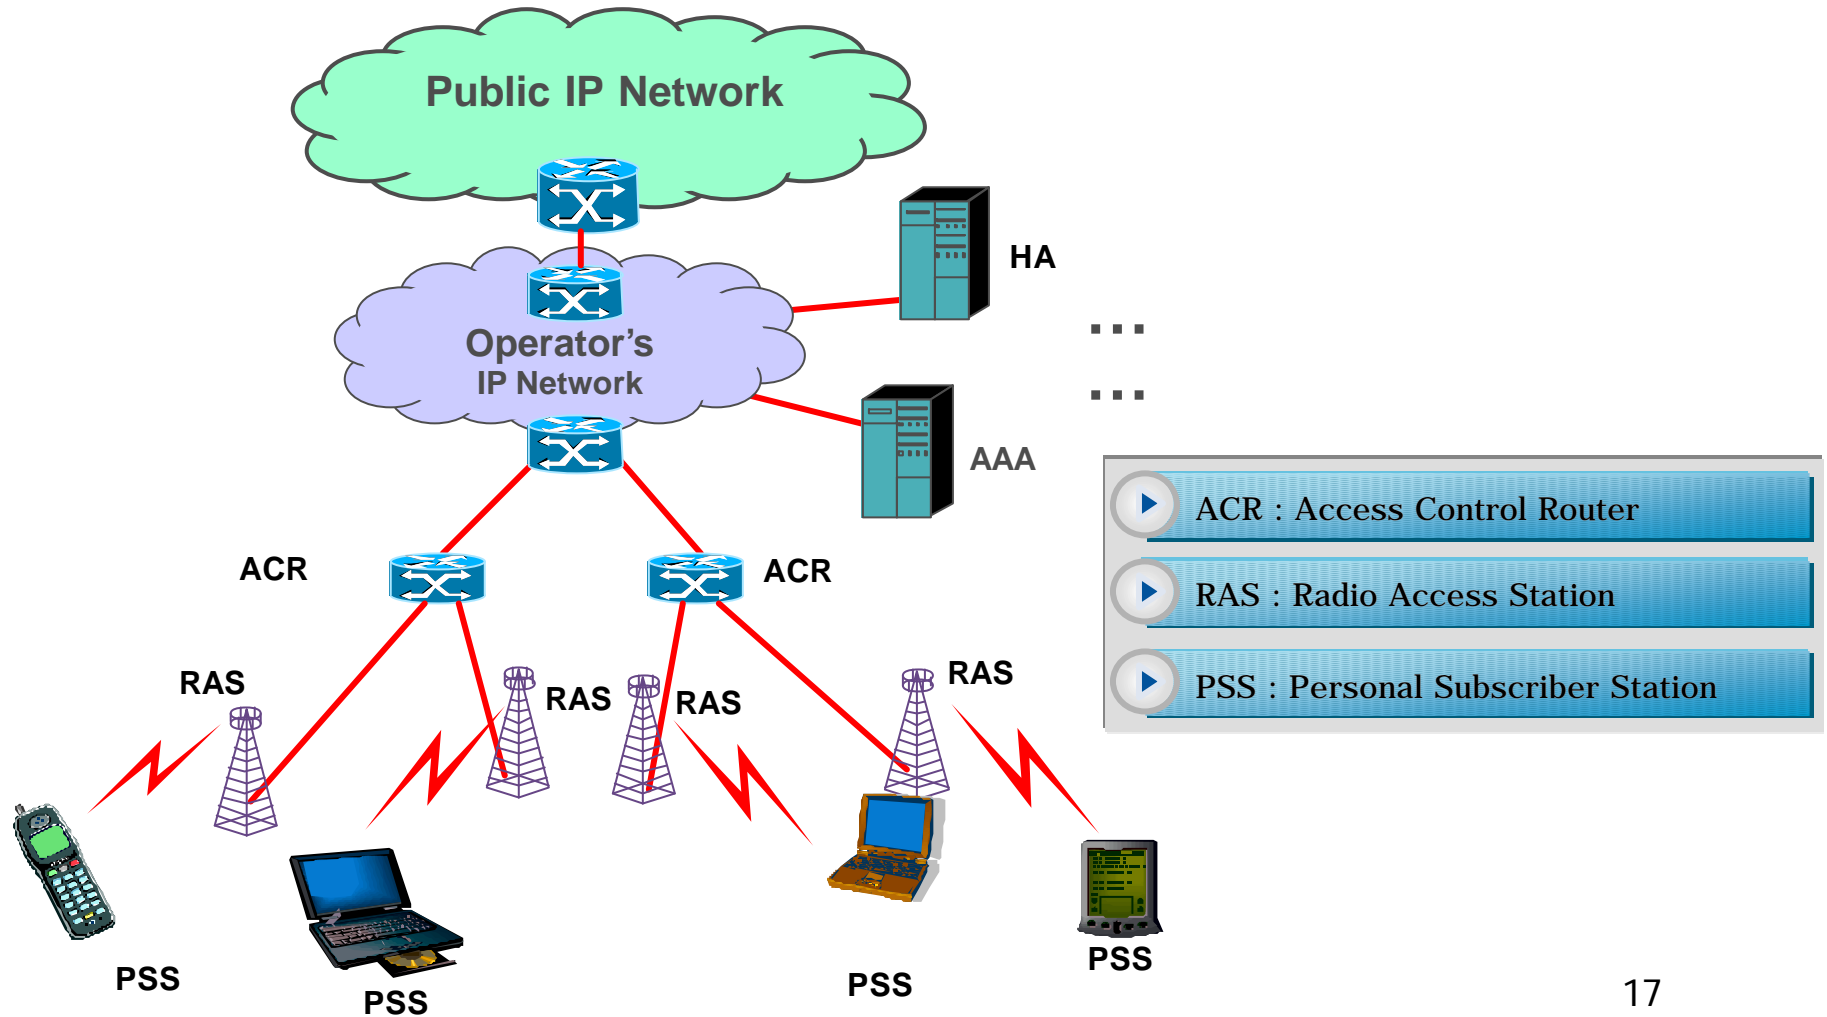 Public IP Network
HA
...
Operator's
IP Network
...
AAA
ACR : Access Control Router
ACR
ACR
RAS : Radio Access Station
RAS
RAS
RAS
RAS
PSS : Personal Subscriber Station
PSS
PSS
PSS
PSS
17